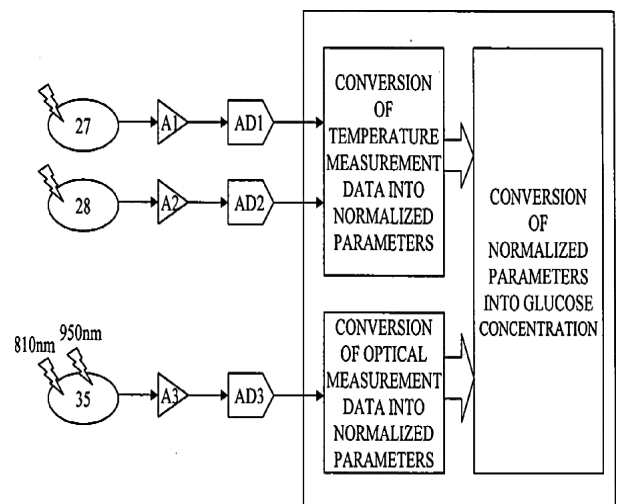 27
A1
AD1
28
A2
AD2
CONVERSION
OF
TEMPERATURE
MEASUREMENT
DATA INTO
NORMALIZED
PARAMETERS
810nm
950nm
35
A3
AD3
CONVERSION
OF OPTICAL
MEASUREMENT
DATA INTO
NORMALIZED
PARAMETERS
CONVERSION
OF
NORMALIZED
PARAMETERS
INTO GLUCOSE
CONCENTRATION